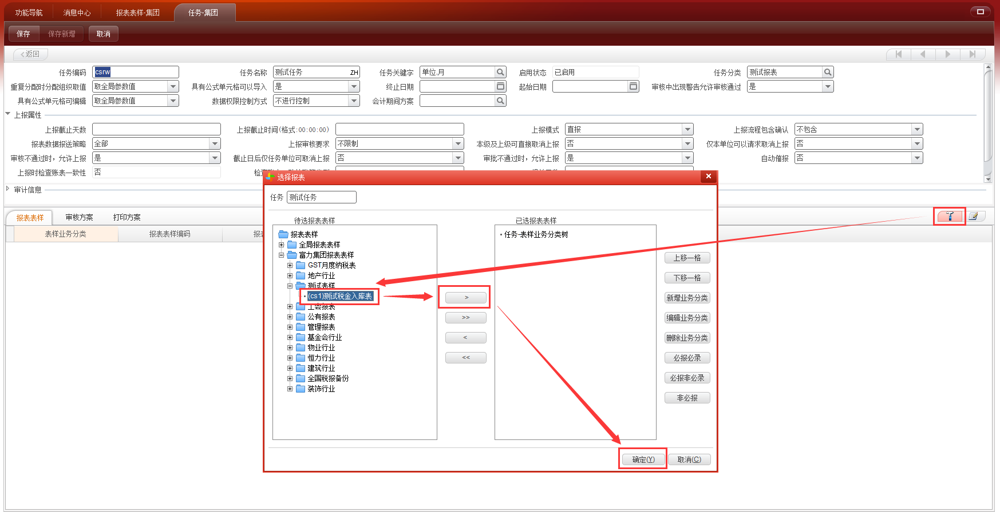 功能导航 消息中心 报表表样-集团 任务-集团
保存 保存新增 取消
返回
任务编码 csrw 任务名称 测试任务 ZH 任务关键字 单位,月 启用状态 已启用 任务分类 测试报表
重复分配时分配组织取值 取全局参数值 具有公式单元格可以导入 是 终止日期 起始日期 审核中出现警告允许审核通过 是
具有公式单元格可编辑 取全局参数值 数据权限控制方式 不进行控制 会计期间方案
上报属性
上报截止天数 上报截止时间(格式:00:00:00) 上报模式 直报 上报流程包含确认 不包含
报表数据报送策略 全部 上报审核要求 不限制 本级及上级可直接取消上报 否 仅本单位可以请求取消上报 否
审核不通过时，允许上报 是 截止日后仅任务单位可取消上报 否 审批不通过时，允许上报 是 自动催报 否
上报时检查账表一致性 否
审计信息
报表表样 审核方案 打印方案
表样业务分类 报表表样编码
选择报表
任务 测试任务
待选报表表样 已选报表表样
报表表样
全局报表表样
富力集团报表表样
GST月度纳税表
地产行业
测试表样
(cs1)测试税金入库表
工会报表
公有报表
管理报表
基金会行业
物业行业
恒力行业
建筑行业
全国税报备份
装饰行业
>
>>
<
<<
任务-表样业务分类树
上移一格
下移一格
新增业务分类
编辑业务分类
删除业务分类
必报必录
必报非必录
非必报
确定(Y) 取消(C)